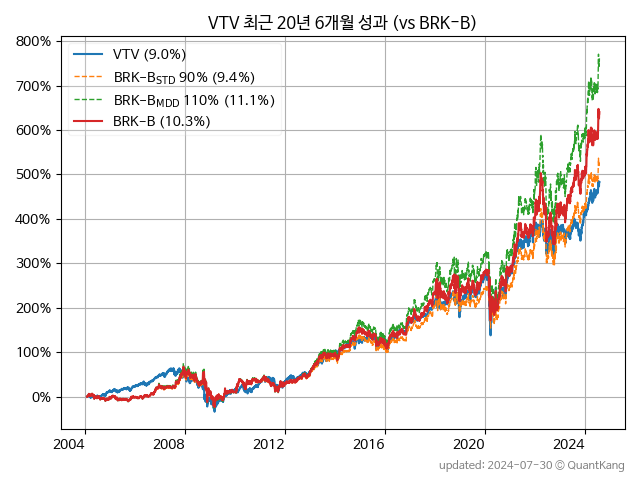 VTV 최근 20년 6개월 성과 (vs BRK-B)
800%
700%
600%
500%
400%
300%
200%
100%
0%
VTV (9.0%)
BRK-B_STD 90% (9.4%)
BRK-B_MDD 110% (11.1%)
BRK-B (10.3%)
2004 2008 2012 2016 2020 2024
updated: 2024-07-30 © QuantKang